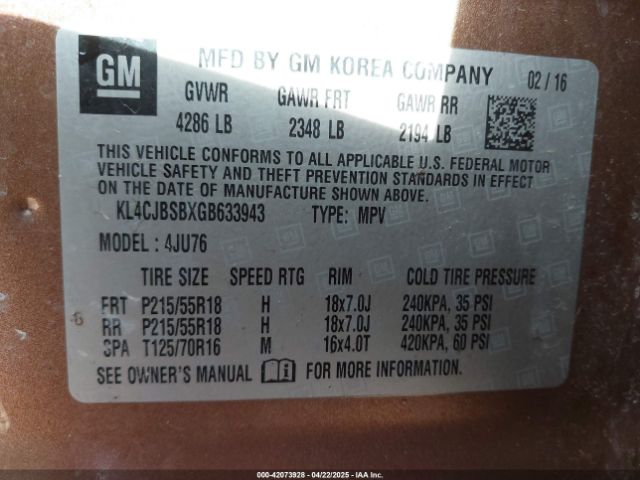 GM
MFD BY GM KOREA COMPANY 02 / 16
GVWR GAWR FRT GAWR RR
4286 LB 2348 LB 2194 LB
THIS VEHICLE CONFORMS TO ALL APPLICABLE U.S. FEDERAL MOTOR
VEHICLE SAFETY AND THEFT PREVENTION STANDARDS IN EFFECT
ON THE DATE OF MANUFACTURE SHOWN ABOVE.
KL4CJBSBXGB633943 TYPE: MPV
MODEL : 4JU76
TIRE SIZE SPEED RTG RIM COLD TIRE PRESSURE
FRT P215/55R18 H 18x7.0J 240KPA, 35 PSI
RR P215/55R18 H 18x7.0J 240KPA, 35 PSI
SPA T125/70R16 M 16x4.0T 420KPA, 60 PSI
SEE OWNER'S MANUAL FOR MORE INFORMATION.
000-42073928 - 04/22/2025 - IAAI.COM